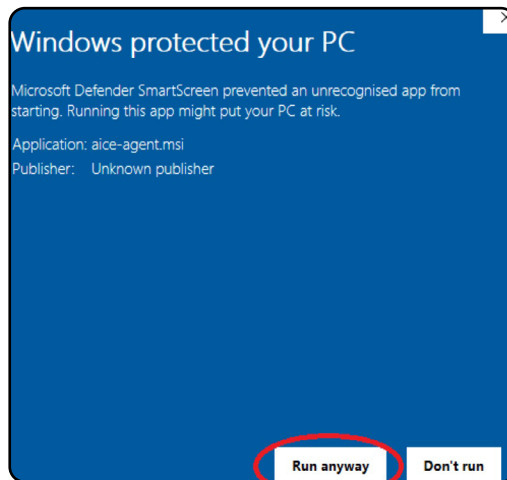 Windows protected your PC
Microsoft Defender SmartScreen prevented an unrecognised app from
starting. Running this app might put your PC at risk.
Application: aice-agent.msi
Publisher: Unknown publisher
Run anyway Don't run